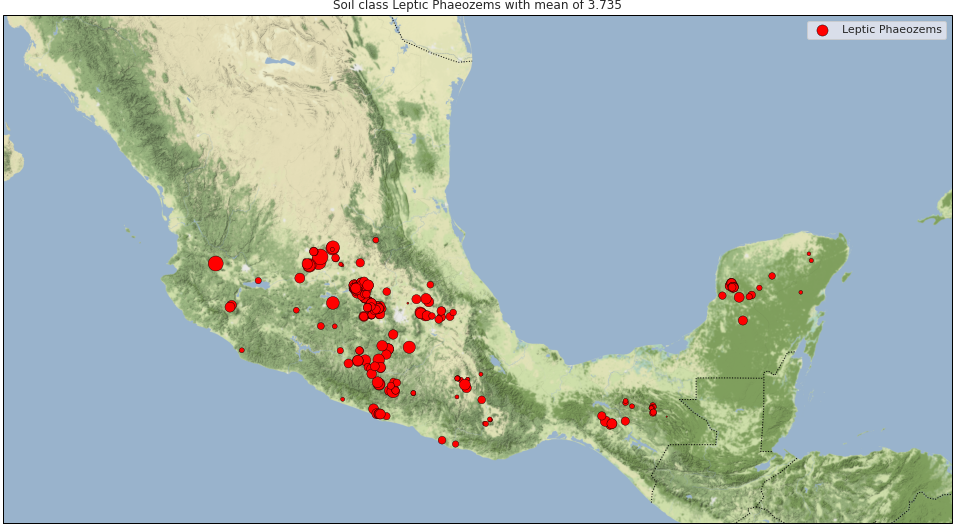 Soil class Leptic Phaeozems with mean of 3.735
Leptic Phaeozems